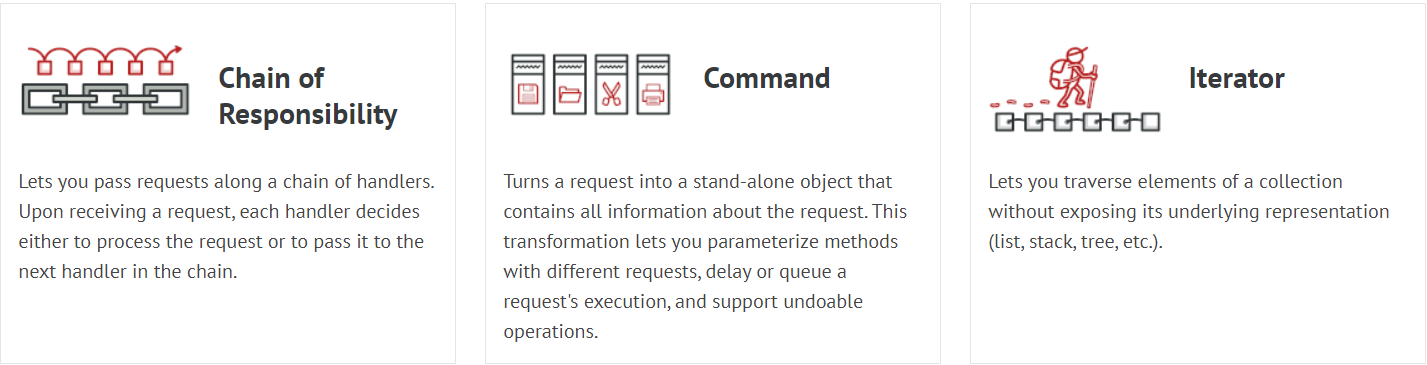 Chain of
Responsibility
Lets you pass requests along a chain of handlers.
Upon receiving a request, each handler decides
either to process the request or to pass it to the
next handler in the chain.
Command
Turns a request into a stand-alone object that
contains all information about the request. This
transformation lets you parameterize methods
with different requests, delay or queue a
request's execution, and support undoable
operations.
Iterator
Lets you traverse elements of a collection
without exposing its underlying representation
(list, stack, tree, etc.).